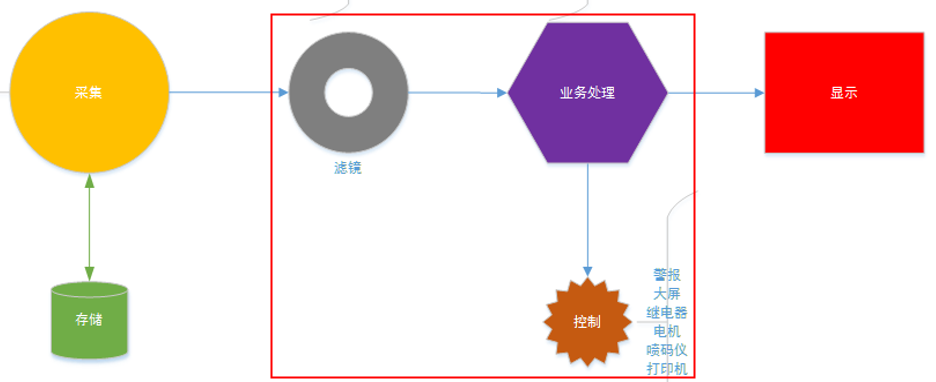 采集
业务处理
显示
滤镜
存储
控制
警报
大屏
继电器
电机
喷码仪
打印机